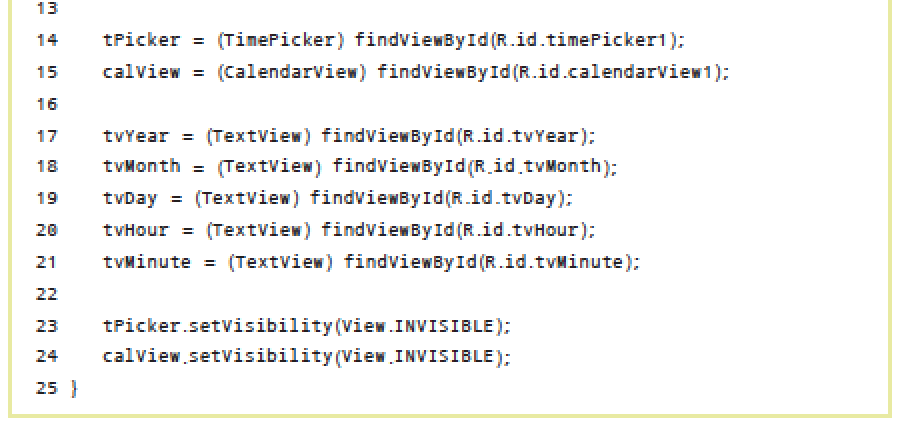 13
14 tPicker = (TimePicker) findViewById(R.id.timePicker1);
15 calView = (CalendarView) findViewById(R.id.calendarView1);
16
17 tvYear = (TextView) findViewById(R.id.tvYear);
18 tvMonth = (TextView) findViewById(R.id.tvMonth);
19 tvDay = (TextView) findViewById(R.id.tvDay);
20 tvHour = (TextView) findViewById(R.id.tvHour);
21 tvMinute = (TextView) findViewById(R.id.tvMinute);
22
23 tPicker.setVisibility(View.INVISIBLE);
24 calView.setVisibility(View.INVISIBLE);
25 }